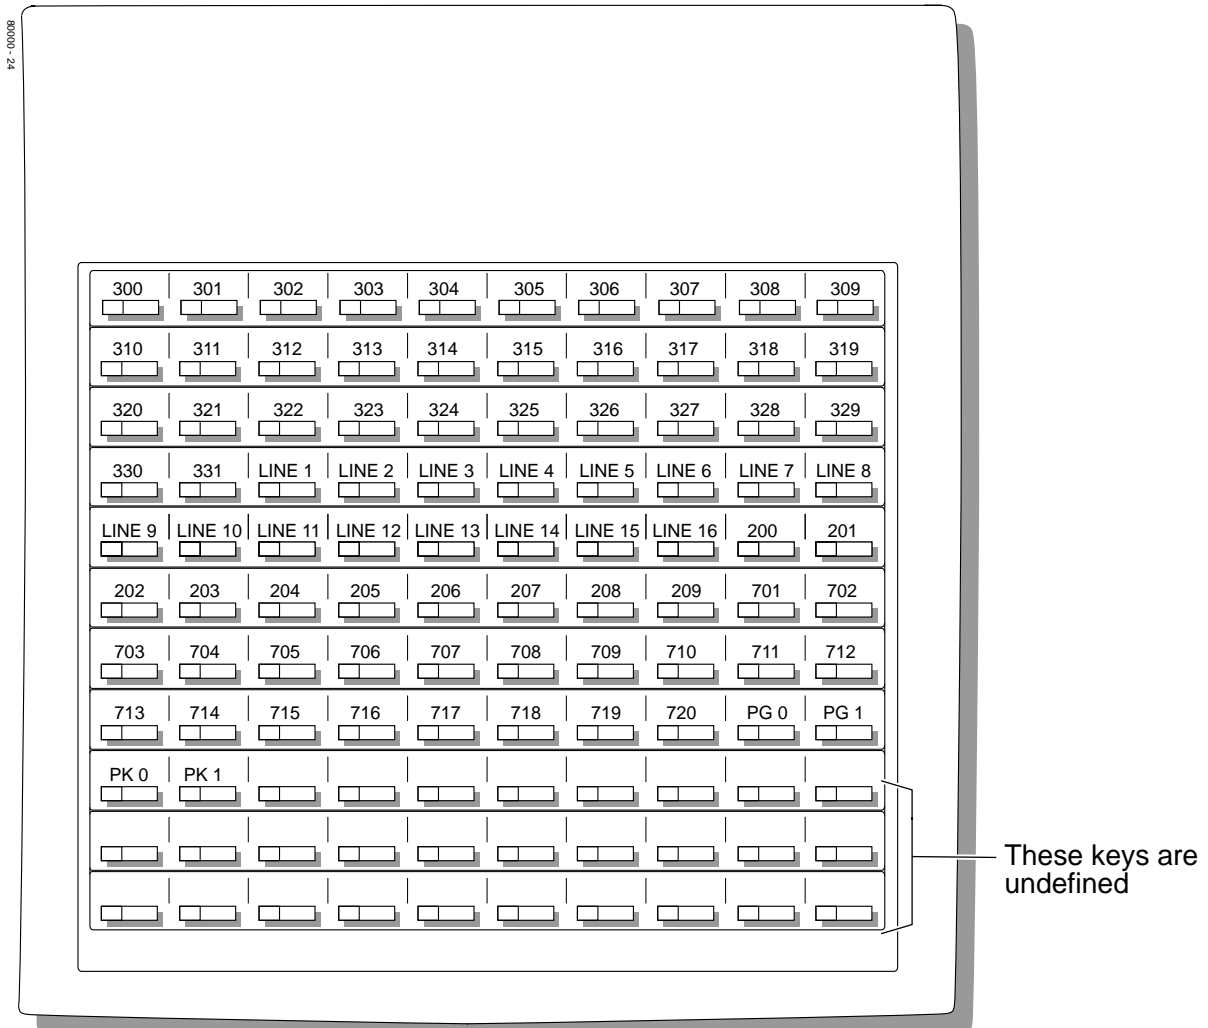 80000 - 24
300 301 302 303 304 305 306 307 308 309
310 311 312 313 314 315 316 317 318 319
320 321 322 323 324 325 326 327 328 329
330 331 LINE 1 LINE 2 LINE 3 LINE 4 LINE 5 LINE 6 LINE 7 LINE 8
LINE 9 LINE 10 LINE 11 LINE 12 LINE 13 LINE 14 LINE 15 LINE 16 200 201
202 203 204 205 206 207 208 209 701 702
703 704 705 706 707 708 709 710 711 712
713 714 715 716 717 718 719 720 PG 0 PG 1
PK 0 PK 1
These keys are
undefined